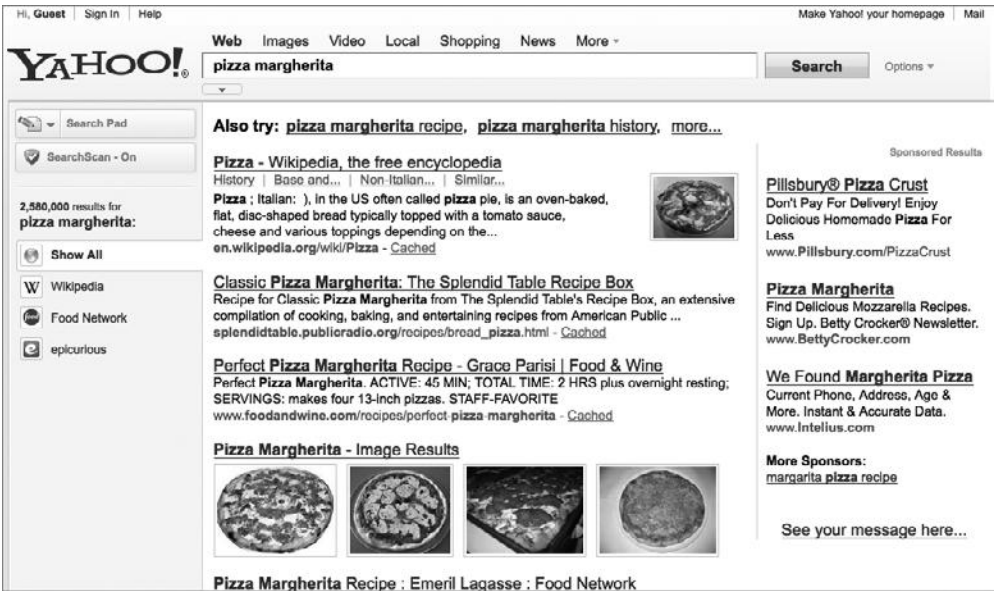 Hi, Guest | Sign In | Help
Make Yahoo! your homepage | Mail
YAHOO!®
Web Images Video Local Shopping News More
pizza margherita
Search
Options
Search Pad
SearchScan - On
2,580,000 results for
pizza margherita:
Show All
W Wikipedia
food Food Network
e epicurious
Also try: pizza margherita recipe, pizza margherita history, more...
Pizza - Wikipedia, the free encyclopedia
History | Base and... | Non-Italian... | Similar...
Pizza ; Italian: ), in the US often called pizza pie, is an oven-baked,
flat, disc-shaped bread typically topped with a tomato sauce,
cheese and various toppings depending on the...
en.wikipedia.org/wiki/Pizza - Cached
Classic Pizza Margherita: The Splendid Table Recipe Box
Recipe for Classic Pizza Margherita from The Splendid Table's Recipe Box, an extensive
compilation of cooking, baking, and entertaining recipes from American Public ...
splendidtable.publicradio.org/recipes/bread_pizza.html - Cached
Perfect Pizza Margherita Recipe - Grace Parisi | Food & Wine
Perfect Pizza Margherita. ACTIVE: 45 MIN; TOTAL TIME: 2 HRS plus overnight resting;
SERVINGS: makes four 13-inch pizzas. STAFF-FAVORITE
www.foodandwine.com/recipes/perfect-pizza-margherita - Cached
Pizza Margherita - Image Results
Pizza Margherita Recipe : Emeril Lagasse : Food Network
Sponsored Results
Pillsbury® Pizza Crust
Don't Pay For Delivery! Enjoy
Delicious Homemade Pizza For
Less
www.Pillsbury.com/PizzaCrust
Pizza Margherita
Find Delicious Mozzarella Recipes.
Sign Up. Betty Crocker® Newsletter.
www.BettyCrocker.com
We Found Margherita Pizza
Current Phone, Address, Age &
More. Instant & Accurate Data.
www.Intelius.com
More Sponsors:
margarita pizza recipe
See your message here...